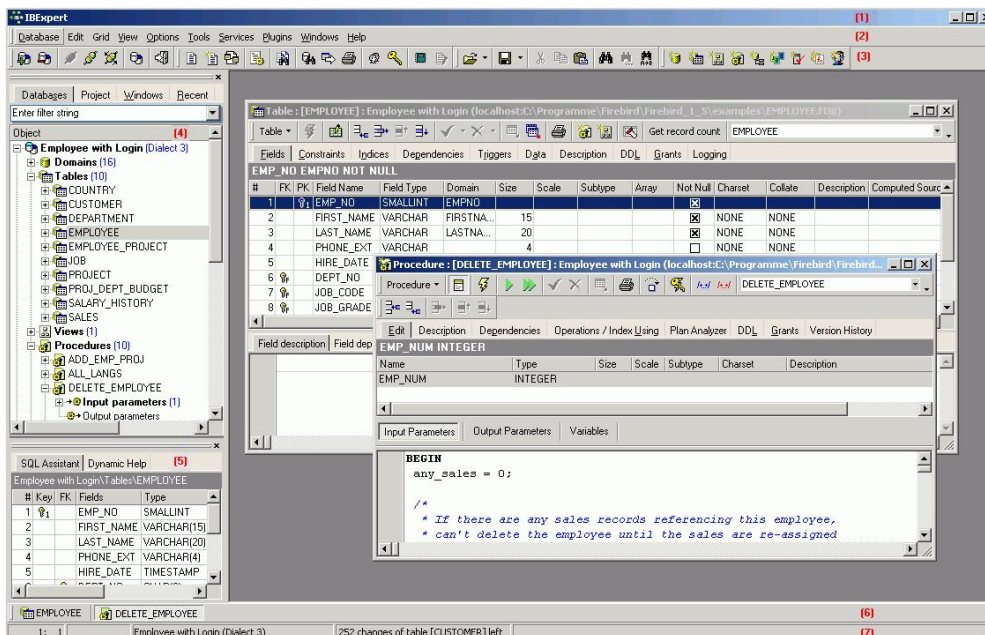 IBExpert (1)
Database Edit Grid View Options Tools Services Plugins Windows Help (2)
(3)
Databases Project Windows Recent
Enter filter string
Object (4)
Employee with Login (Dialect 3)
Domains (16)
Tables (10)
COUNTRY
CUSTOMER
DEPARTMENT
EMPLOYEE
EMPLOYEE_PROJECT
JOB
PROJECT
PROJ_DEPT_BUDGET
SALARY_HISTORY
SALES
Views (1)
Procedures (10)
ADD_EMP_PROJ
ALL_LANGS
DELETE_EMPLOYEE
Input parameters (1)
Output parameters
SQL Assistant Dynamic Help (5)
Employee with Login\Tables\EMPLOYEE
# Key FK Fields Type
1 1 EMP_NO SMALLINT
2 FIRST_NAME VARCHAR(15)
3 LAST_NAME VARCHAR(20)
4 PHONE_EXT VARCHAR(4)
5 HIRE_DATE TIMESTAMP
Table : [EMPLOYEE] : Employee with Login (localhost:C:\Programme\Firebird\Firebird_1_5\examples\EMPLOYEE.FDB)
Table Get record count EMPLOYEE
Fields Constraints Indices Dependencies Triggers Data Description DDL Grants Logging
EMP_NO EMPNO NOT NULL
# FK PK Field Name Field Type Domain Size Scale Subtype Array Not Null Charset Collate Description Computed Sourc
1 1 EMP_NO SMALLINT EMPNO
2 FIRST_NAME VARCHAR FIRSTNA... 15 NONE NONE
3 LAST_NAME VARCHAR LASTNA... 20 NONE NONE
4 PHONE_EXT VARCHAR 4 NONE NONE
5 HIRE_DATE
6 DEPT_NO
7 JOB_CODE
8 JOB_GRADE
Field description Field dep
Procedure : [DELETE_EMPLOYEE] : Employee with Login (localhost:C:\Programme\Firebird\Firebird...
Procedure DELETE_EMPLOYEE
Edit Description Dependencies Operations / Index Using Plan Analyzer DDL Grants Version History
EMP_NUM INTEGER
Name Type Size Scale Subtype Charset Description
EMP_NUM INTEGER
Input Parameters Output Parameters Variables
BEGIN
any_sales = 0;
/*
* If there are any sales records referencing this employee,
* can't delete the employee until the sales are re-assigned
EMPLOYEE DELETE_EMPLOYEE (6)
1: 1 Employee with Login (Dialect 3) 252 changes of table [CUSTOMER] left (7)